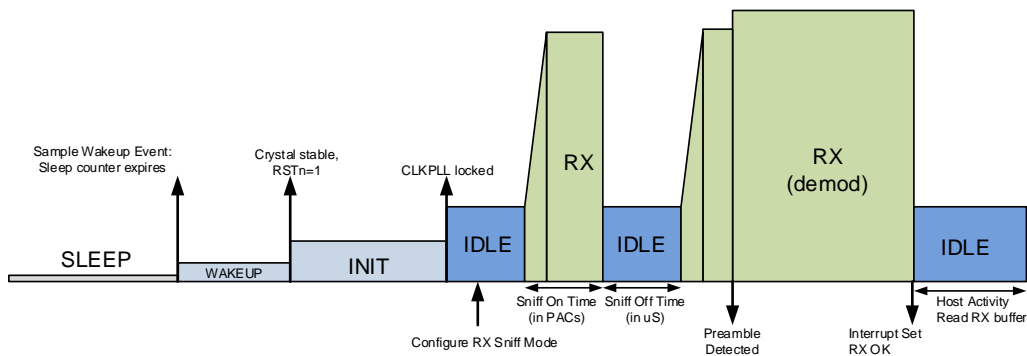 Sample Wakeup Event:
Sleep counter expires
Crystal stable,
RSTn=1
CLKPLL locked
SLEEP
WAKEUP
INIT
IDLE
RX
IDLE
RX
(demod)
IDLE
Sniff On Time
(in PACs)
Sniff Off Time
(in uS)
Host Activity
Read RX buffer
Configure RX Sniff Mode
Preamble
Detected
Interrupt Set
RX OK